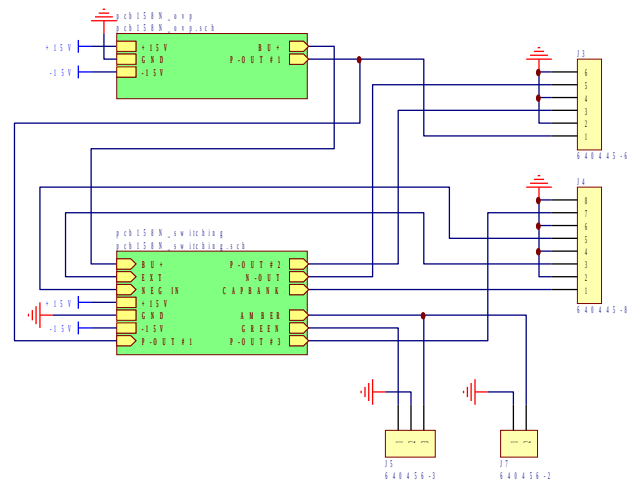 pcb158N_ovp
pcb158N_ovp.sch
+15V
+15V
BU+
GND
P-OUT#1
-15V
-15V
J3
6
5
4
3
2
1
640445-6
J4
8
7
6
5
4
3
2
1
640445-8
pcb158N_switching
pcb158N_switching.sch
BU+
P-OUT#2
EXT
N-OUT
NEG IN
CAPBANK
+15V
+15V
GND
AMBER
-15V
-15V
GREEN
P-OUT#1
P-OUT#3
J5
640456-3
J7
640456-2